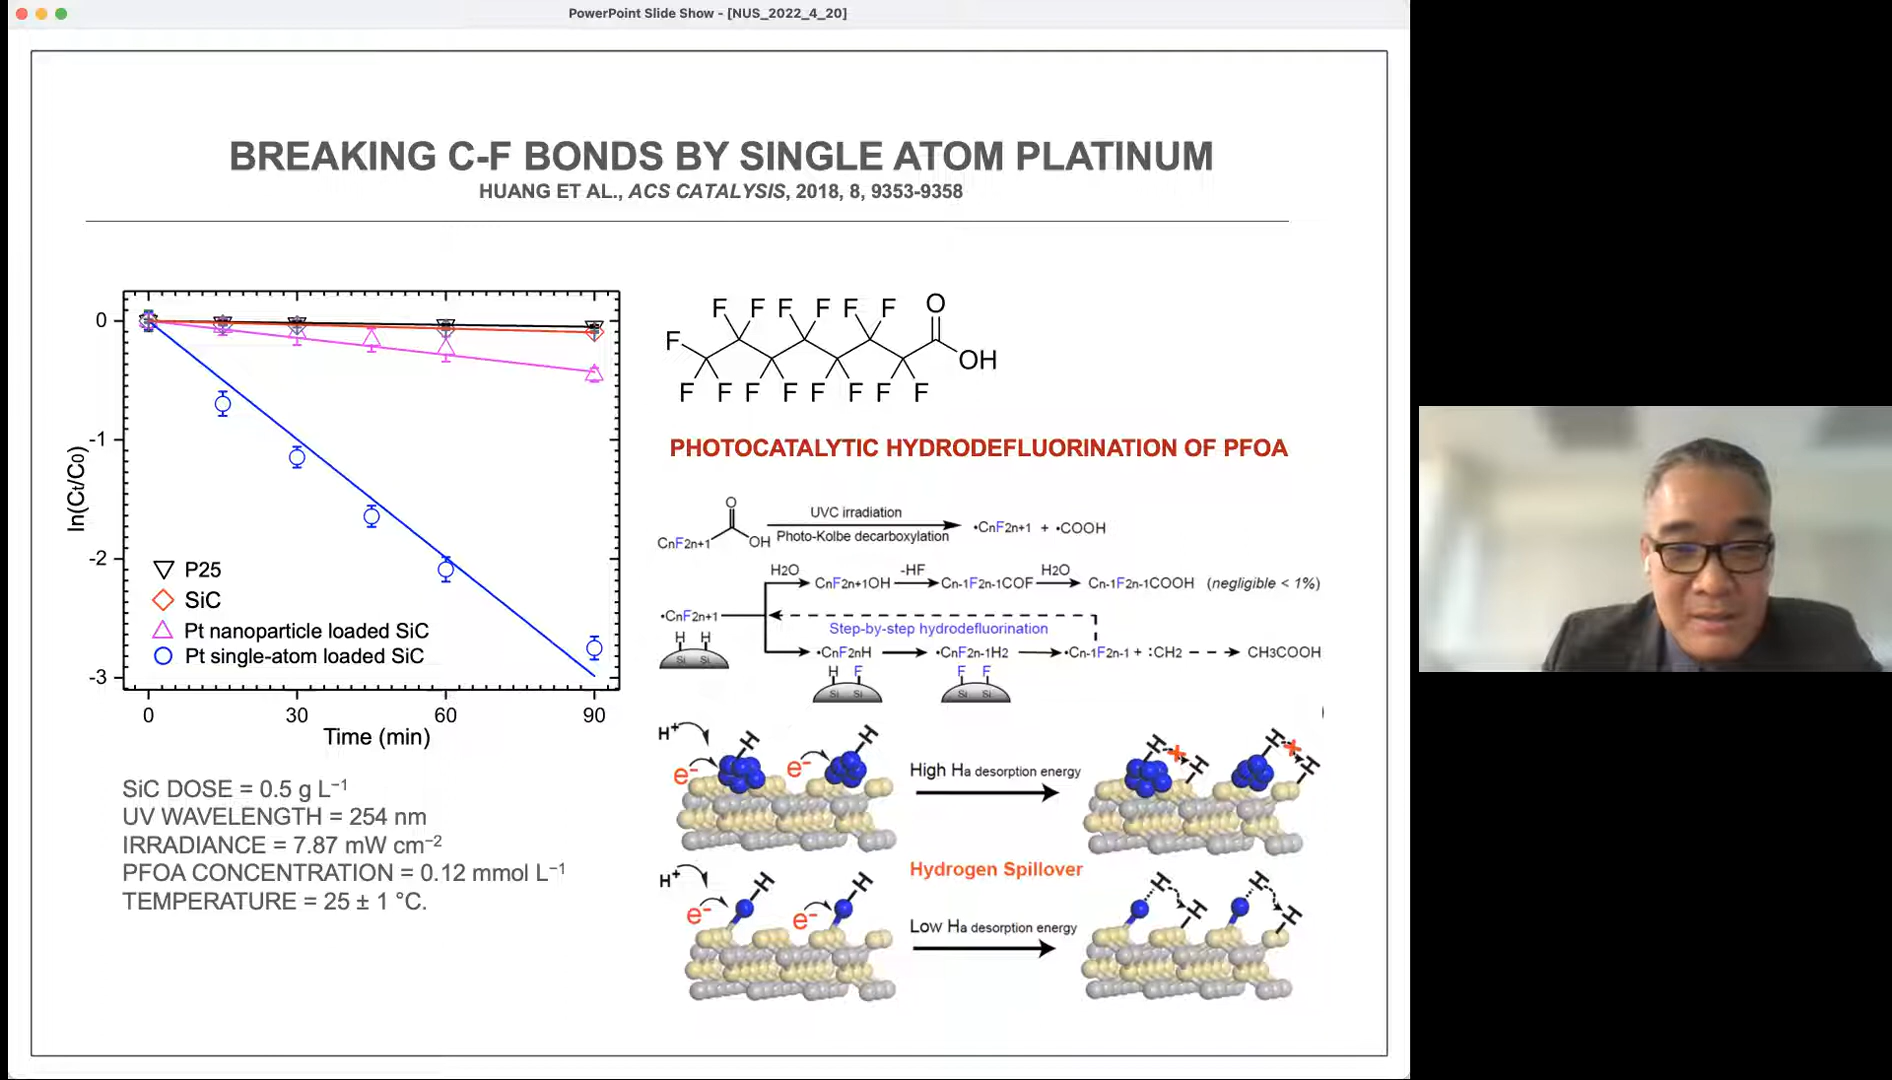 PowerPoint Slide Show - [NUS_2022_4_20]
BREAKING C-F BONDS BY SINGLE ATOM PLATINUM
HUANG ET AL., ACS CATALYSIS, 2018, 8, 9353-9358
0
-1
-2
-3
ln(Ct/C0)
P25
SiC
Pt nanoparticle loaded SiC
Pt single-atom loaded SiC
0 30 60 90
Time (min)
SiC DOSE = 0.5 g L⁻¹
UV WAVELENGTH = 254 nm
IRRADIANCE = 7.87 mW cm⁻²
PFOA CONCENTRATION = 0.12 mmol L⁻¹
TEMPERATURE = 25 ± 1 °C.
F F F F F F O
F
OH
F F F F F F F F
PHOTOCATALYTIC HYDRODEFLUORINATION OF PFOA
O
UVC irradiation
CnF2n+1 OH
Photo-Kolbe decarboxylation
•CnF2n+1 + •COOH
H2O -HF H2O
CnF2n+1OH Cn-1F2n-1COF Cn-1F2n-1COOH (negligible < 1%)
•CnF2n+1
Step-by-step hydrodefluorination
H H
Si Si
•CnF2nH •CnF2n-1H2 •Cn-1F2n-1 + :CH2 CH3COOH
H F F F
Si Si Si Si
H⁺ H H H H H H
e⁻ e⁻
High Ha desorption energy
Hydrogen Spillover
H⁺ H H H H H H
e⁻ e⁻
Low Ha desorption energy